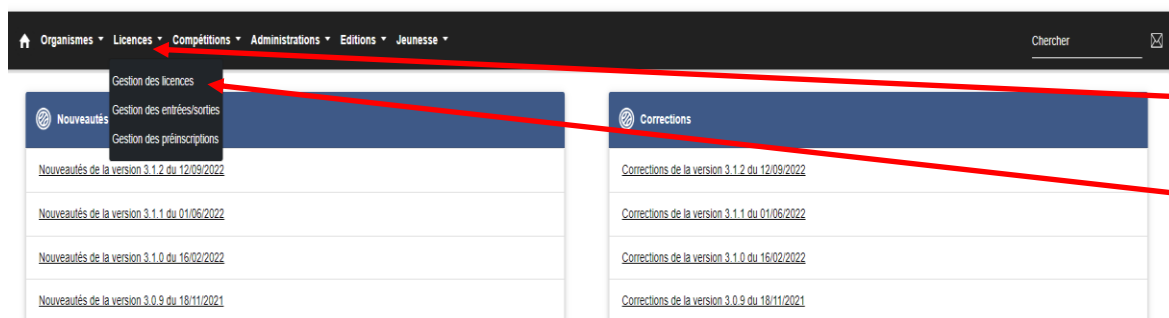 Organismes Licences Compétitions Administrations Editions Jeunesse Chercher
Gestion des licences
Gestion des entrées/sorties
Gestion des préinscriptions
Nouveautés
Nouveautés de la version 3.1.2 du 12/09/2022
Nouveautés de la version 3.1.1 du 01/06/2022
Nouveautés de la version 3.1.0 du 16/02/2022
Nouveautés de la version 3.0.9 du 18/11/2021
Corrections
Corrections de la version 3.1.2 du 12/09/2022
Corrections de la version 3.1.1 du 01/06/2022
Corrections de la version 3.1.0 du 16/02/2022
Corrections de la version 3.0.9 du 18/11/2021